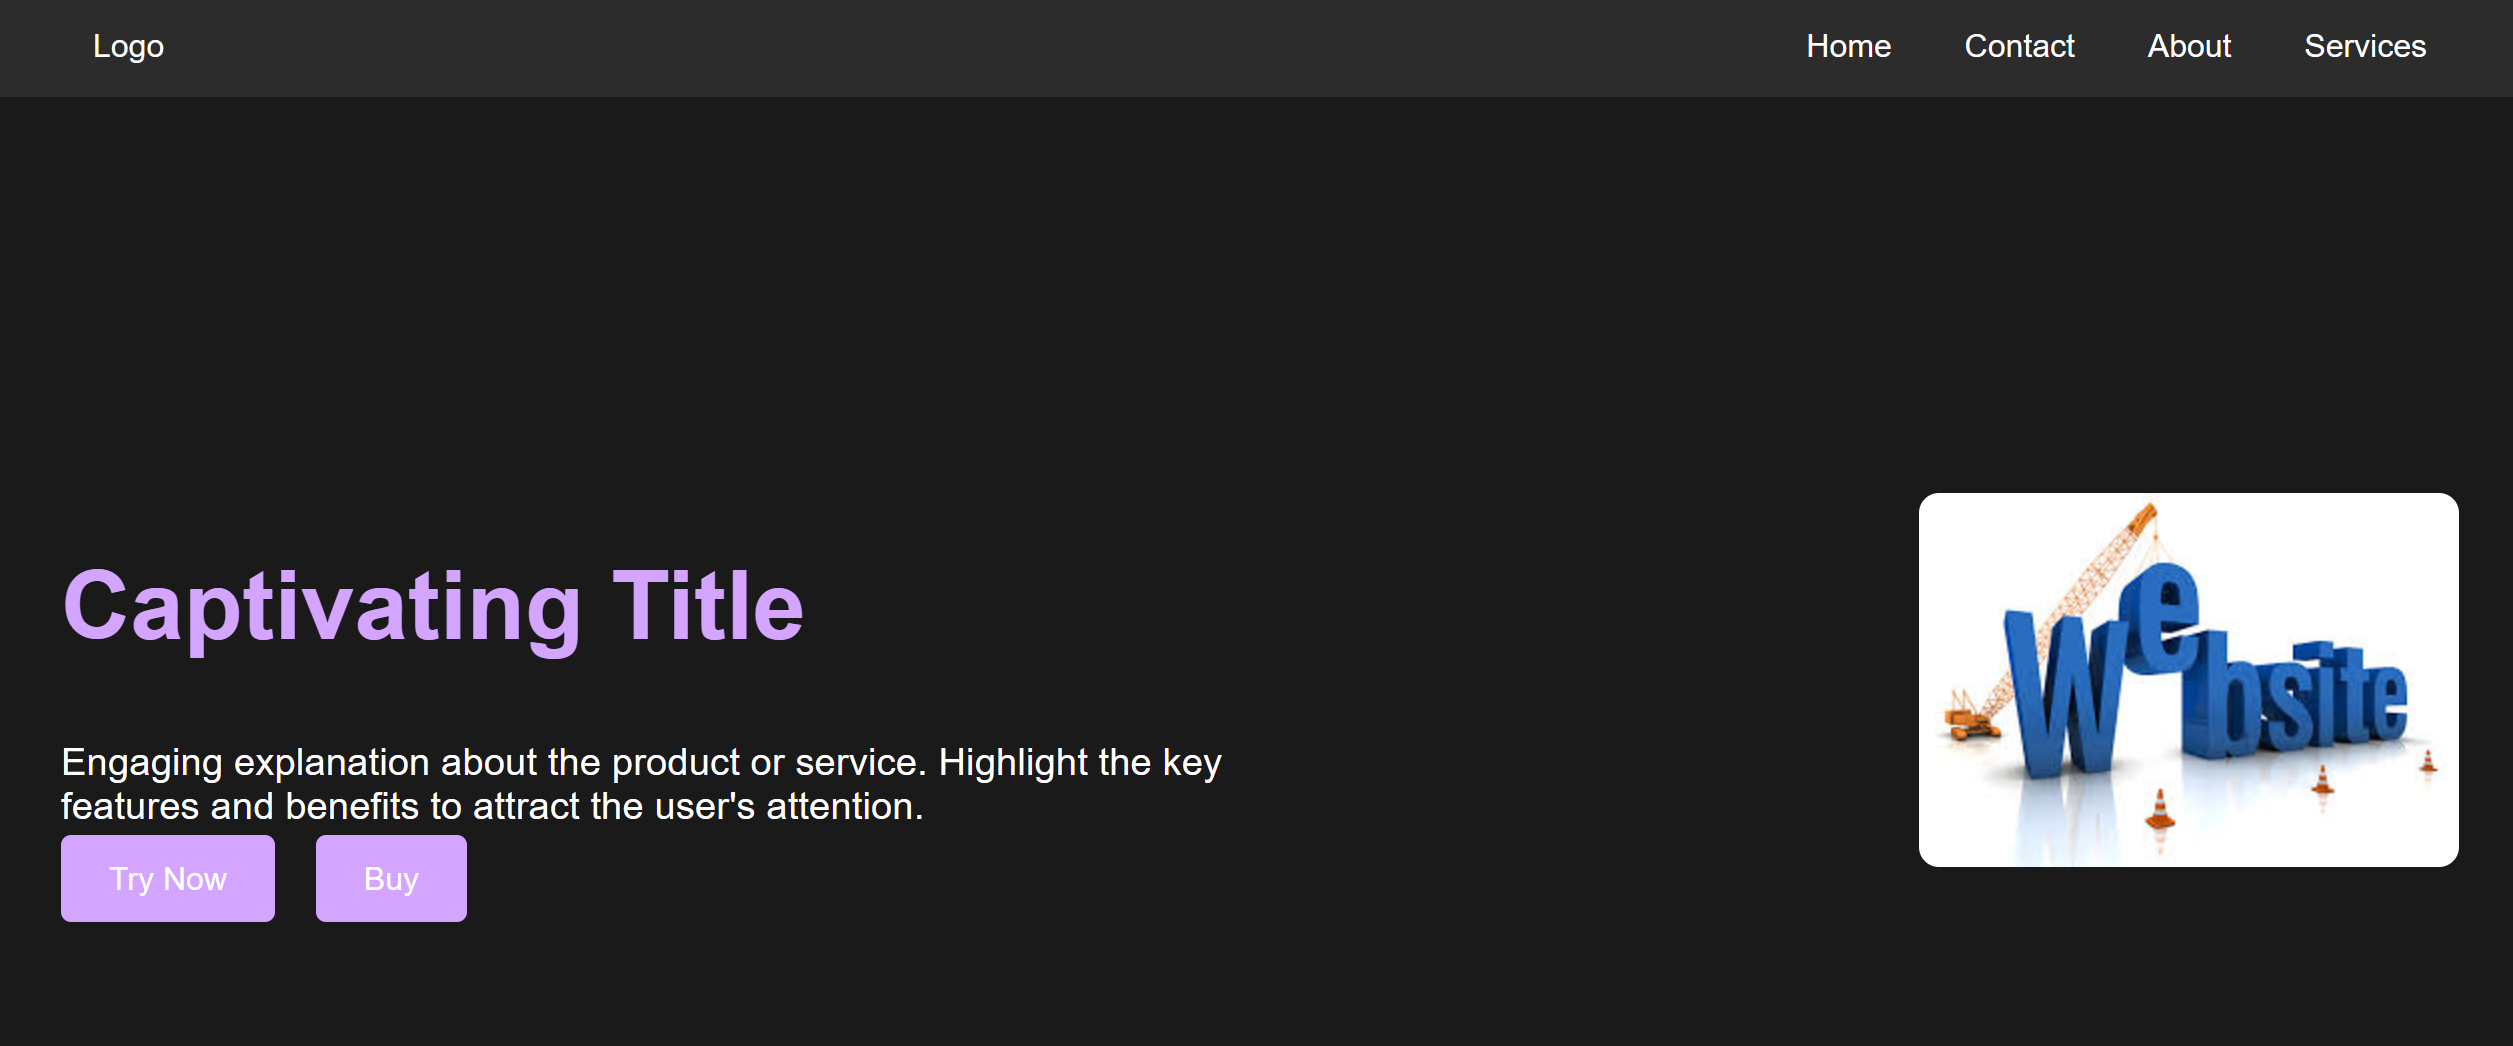 Logo
Home Contact About Services
Captivating Title
Engaging explanation about the product or service. Highlight the key
features and benefits to attract the user's attention.
Try Now Buy
Website